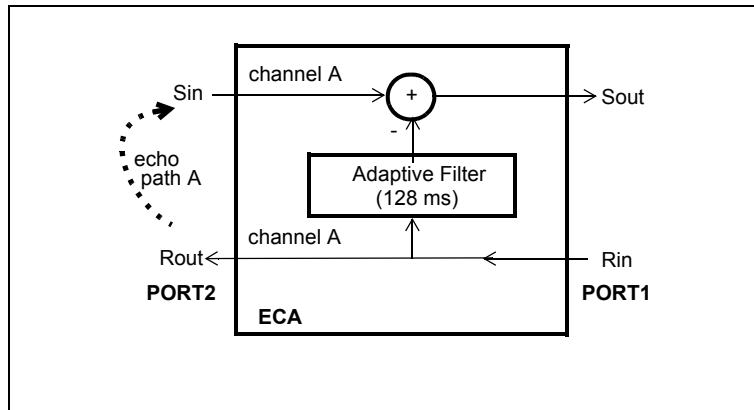 channel A
Sin
+
Sout
-
echo
path A
Adaptive Filter
(128 ms)
channel A
Rout
Rin
PORT2
PORT1
ECA